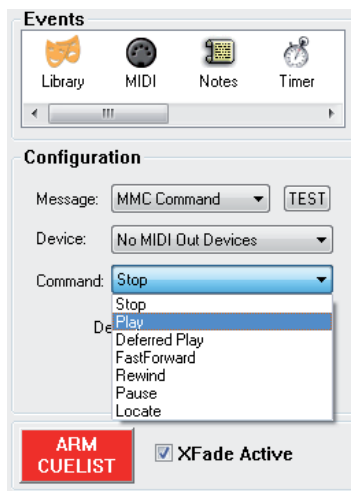 Events
Library MIDI Notes Timer
Configuration
Message: MMC Command TEST
Device: No MIDI Out Devices
Command: Stop
Stop
De Play
Deferred Play
FastForward
Rewind
Pause
Locate
ARM
CUELIST
XFade Active